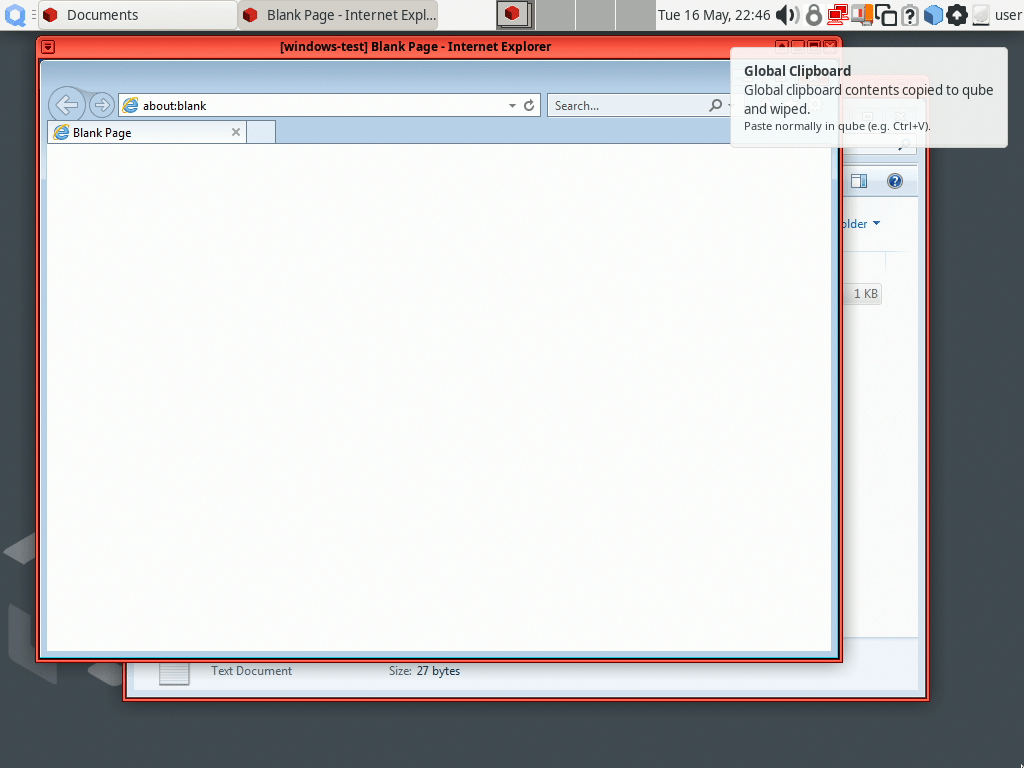 Documents
Blank Page - Internet Expl...
Tue 16 May, 22:46
user
[windows-test] Blank Page - Internet Explorer
Global Clipboard
Global clipboard contents copied to qube
and wiped.
Paste normally in qube (e.g. Ctrl+V).
about:blank
Search...
Blank Page
older
1 KB
Text Document
Size: 27 bytes